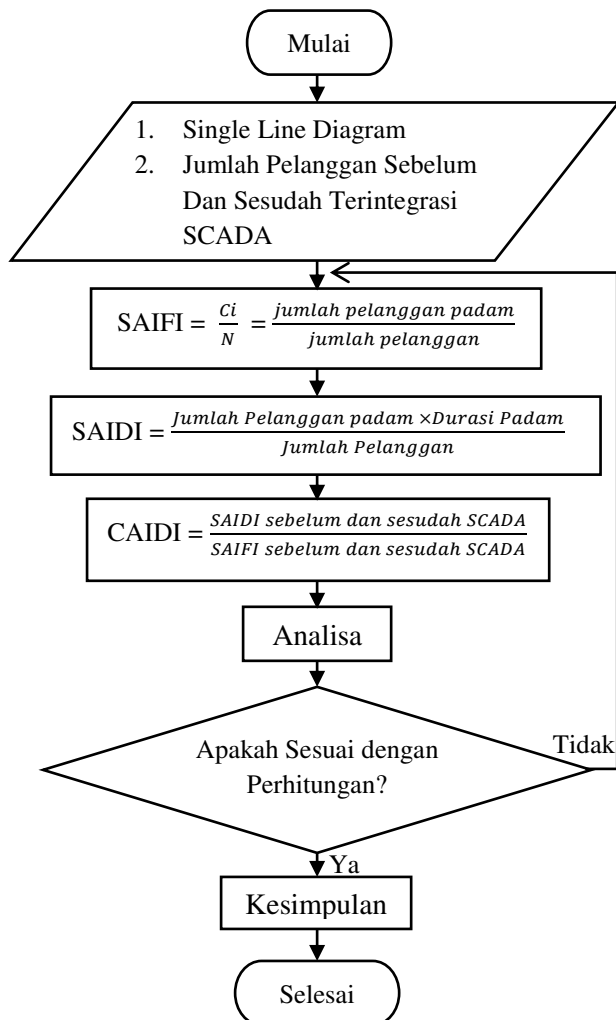 Mulai
1. Single Line Diagram
2. Jumlah Pelanggan Sebelum
Dan Sesudah Terintegrasi
SCADA
SAIFI = Ci/N = jumlah pelanggan padam/jumlah pelanggan
SAIDI = Jumlah Pelanggan padam ×Durasi Padam/Jumlah Pelanggan
CAIDI = SAIDI sebelum dan sesudah SCADA/SAIFI sebelum dan sesudah SCADA
Analisa
Apakah Sesuai dengan
Perhitungan?
Tidak
Ya
Kesimpulan
Selesai